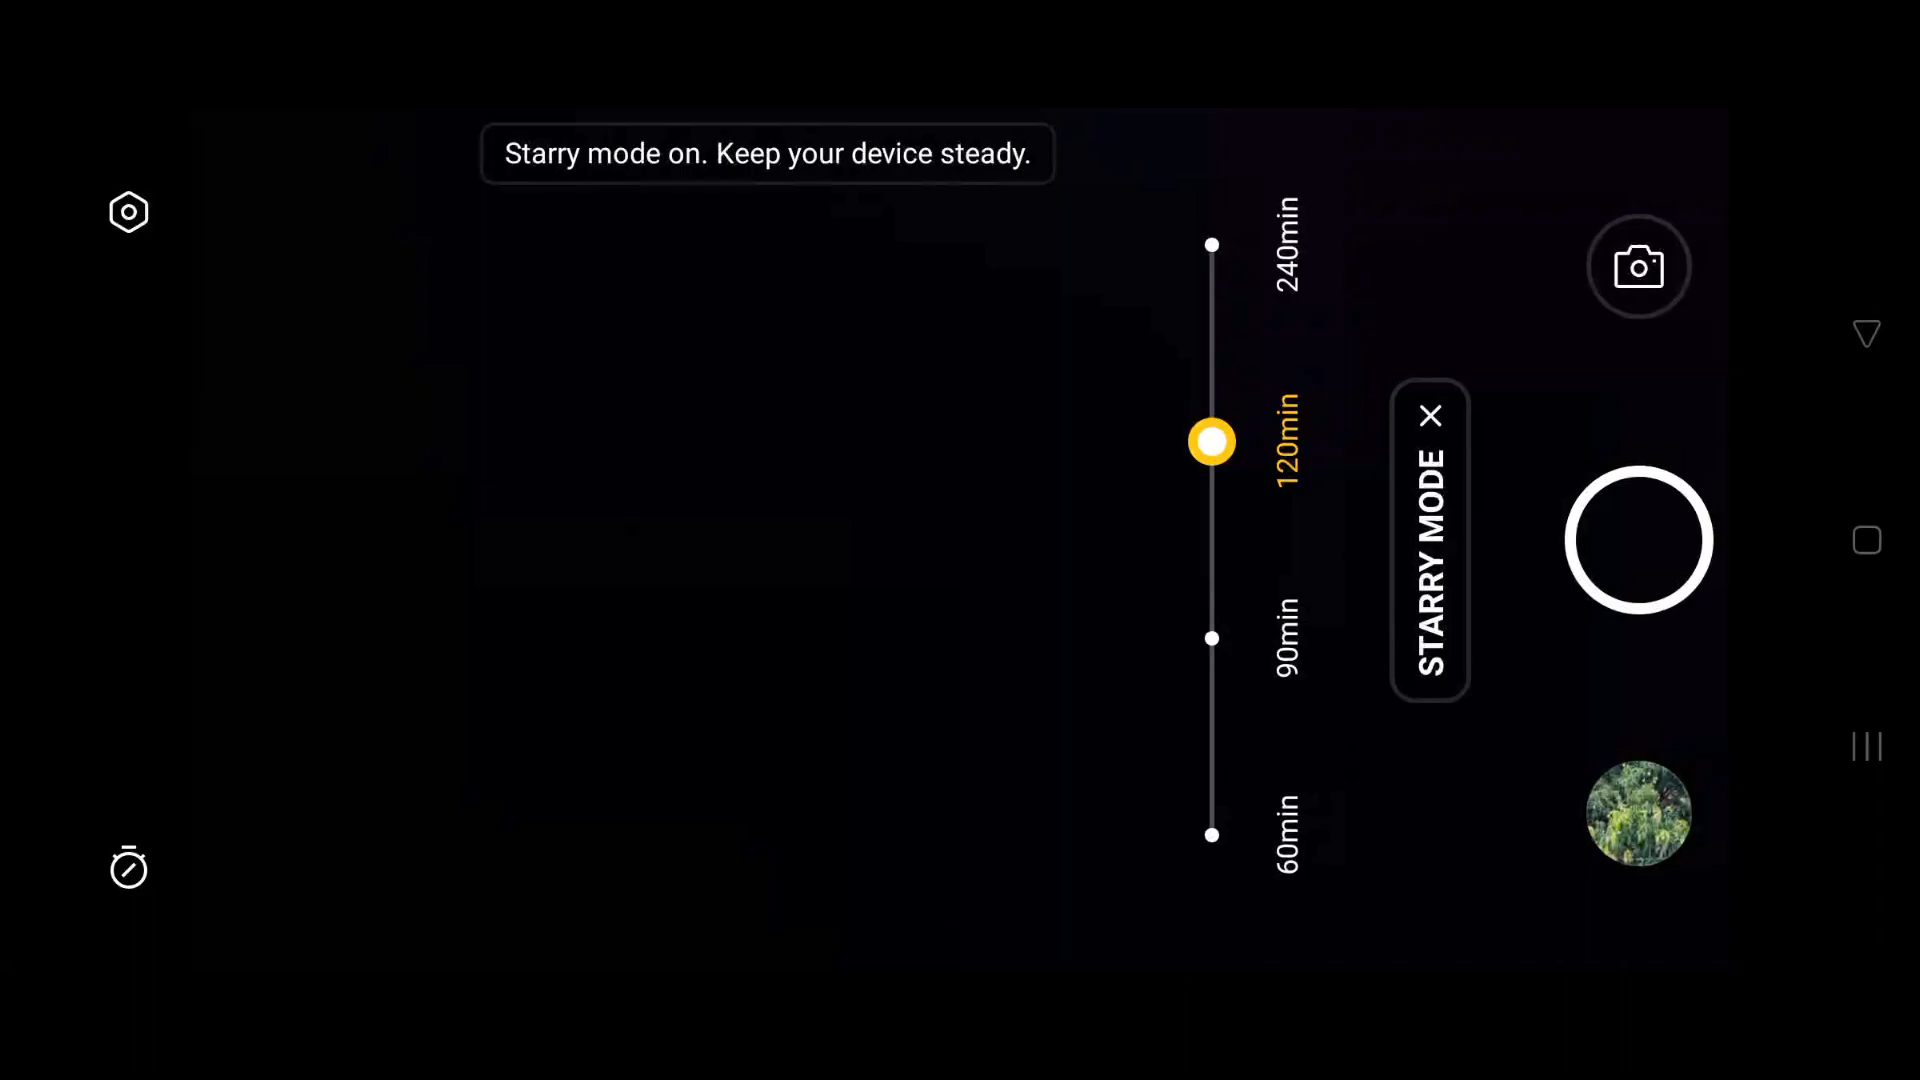 Starry mode on. Keep your device steady.
240min
120min
90min
60min
STARRY MODE